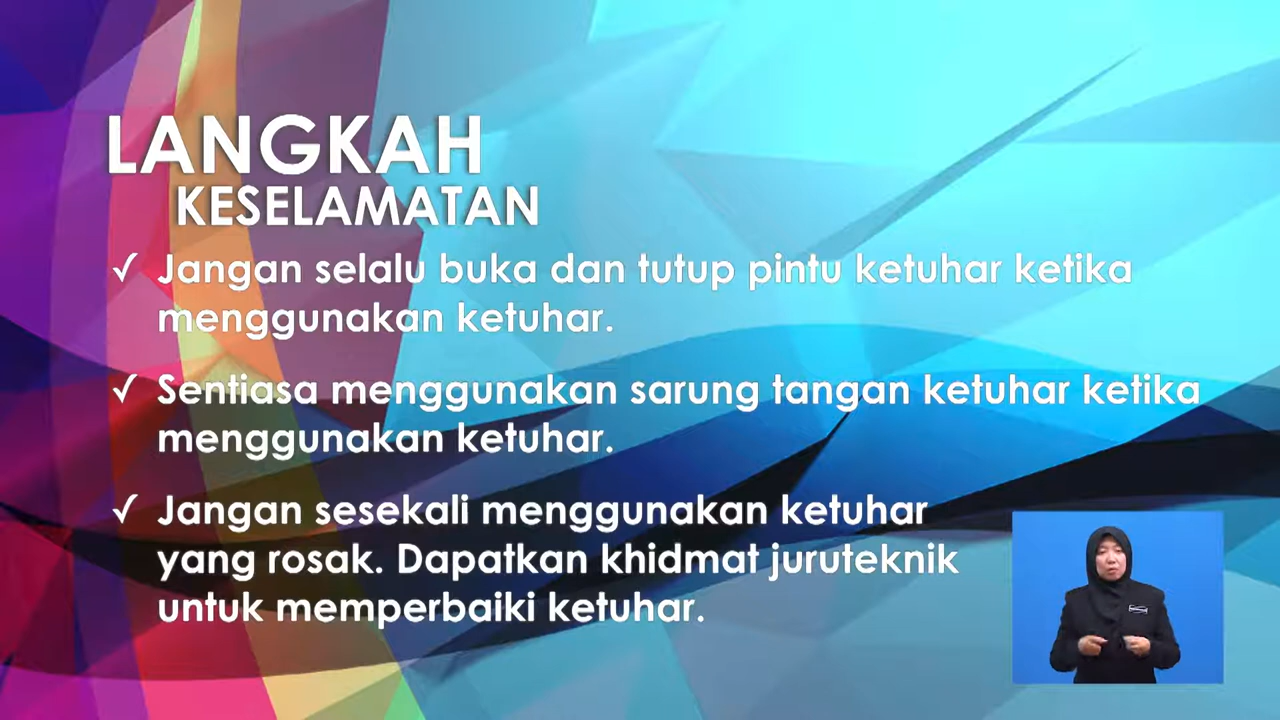 LANGKAH
KESELAMATAN
✓ Jangan selalu buka dan tutup pintu ketuhar ketika
menggunakan ketuhar.
✓ Sentiasa menggunakan sarung tangan ketuhar ketika
menggunakan ketuhar.
✓ Jangan sesekali menggunakan ketuhar
yang rosak. Dapatkan khidmat juruteknik
untuk memperbaiki ketuhar.